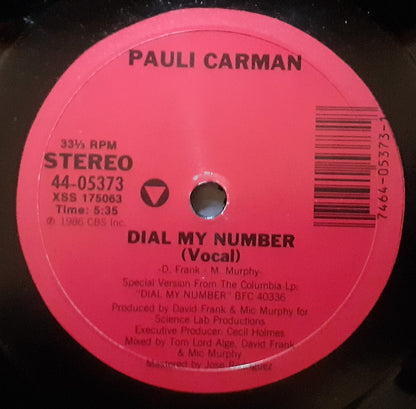 PAULI CARMAN
33⅓ RPM
STEREO
44-05373
XSS 175063
Time: 5:35
℗ 1986 CBS Inc.
7464-05373-1
DIAL MY NUMBER
(Vocal)
-D. Frank - M. Murphy-
Special Version From The Columbia Lp:
"DIAL MY NUMBER" BFC 40336
Produced by David Frank & Mic Murphy for
Science Lab Productions
Executive Producer: Cecil Holmes
Mixed by Tom Lord Alge, David Frank
& Mic Murphy
Mastered by Jose Rodriguez